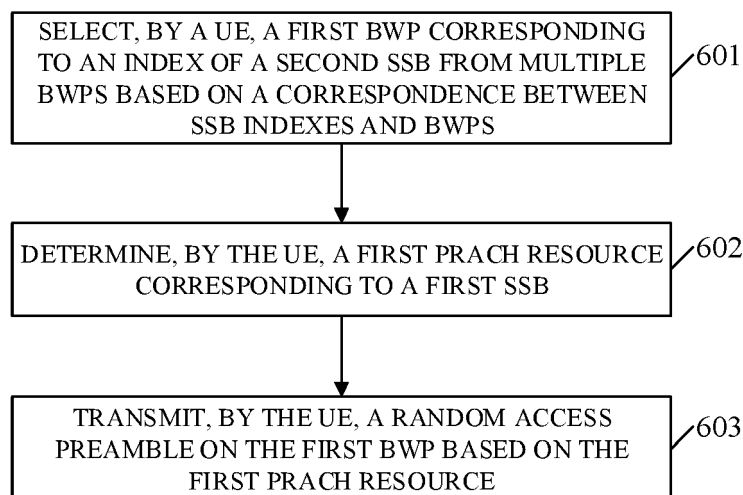 SELECT, BY A UE, A FIRST BWP CORRESPONDING
TO AN INDEX OF A SECOND SSB FROM MULTIPLE
BWPS BASED ON A CORRESPONDENCE BETWEEN
SSB INDEXES AND BWPS
601
DETERMINE, BY THE UE, A FIRST PRACH RESOURCE
CORRESPONDING TO A FIRST SSB
602
TRANSMIT, BY THE UE, A RANDOM ACCESS
PREAMBLE ON THE FIRST BWP BASED ON THE
FIRST PRACH RESOURCE
603